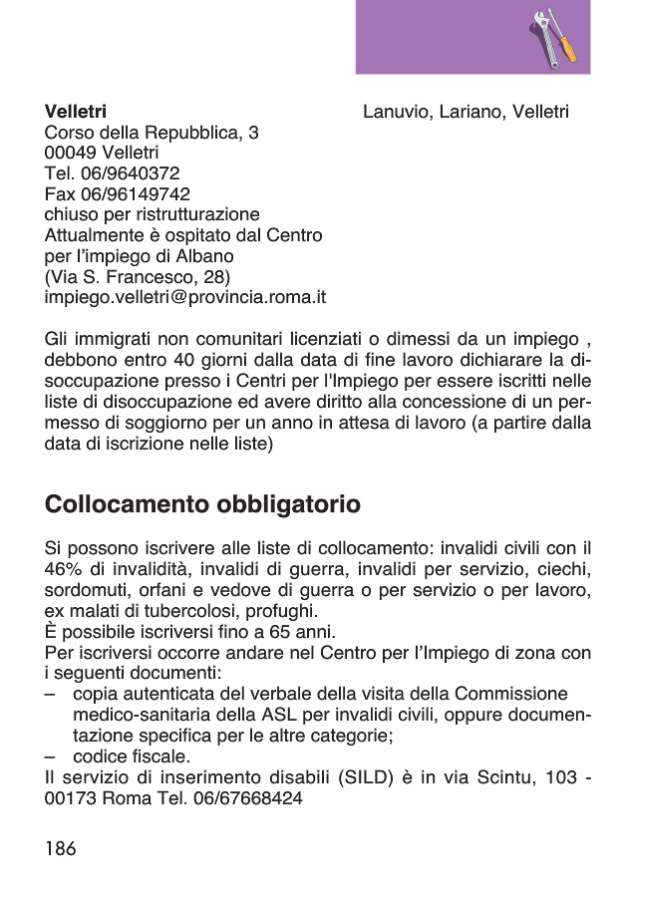 Velletri
Corso della Repubblica, 3
00049 Velletri
Tel. 06/9640372
Fax 06/96149742
chiuso per ristrutturazione
Attualmente è ospitato dal Centro
per l'impiego di Albano
(Via S. Francesco, 28)
impiego.velletri@provincia.roma.it
Lanuvio, Lariano, Velletri
Gli immigrati non comunitari licenziati o dimessi da un impiego ,
debbono entro 40 giorni dalla data di fine lavoro dichiarare la di-
soccupazione presso i Centri per l'Impiego per essere iscritti nelle
liste di disoccupazione ed avere diritto alla concessione di un per-
messo di soggiorno per un anno in attesa di lavoro (a partire dalla
data di iscrizione nelle liste)
Collocamento obbligatorio
Si possono iscrivere alle liste di collocamento: invalidi civili con il
46% di invalidità, invalidi di guerra, invalidi per servizio, ciechi,
sordomuti, orfani e vedove di guerra o per servizio o per lavoro,
ex malati di tubercolosi, profughi.
È possibile iscriversi fino a 65 anni.
Per iscriversi occorre andare nel Centro per l'Impiego di zona con
i seguenti documenti:
– copia autenticata del verbale della visita della Commissione
medico-sanitaria della ASL per invalidi civili, oppure documen-
tazione specifica per le altre categorie;
– codice fiscale.
Il servizio di inserimento disabili (SILD) è in via Scintu, 103 -
00173 Roma Tel. 06/67668424
186